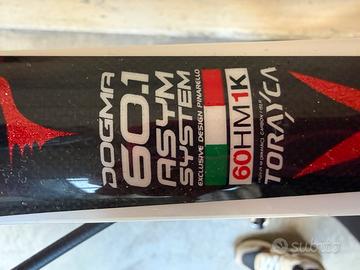 DOGMA
60.1
ASYM
SYSTEM
EXCLUSIVE DESIGN PINARELLO
60HM1K
TORAYCA
subito